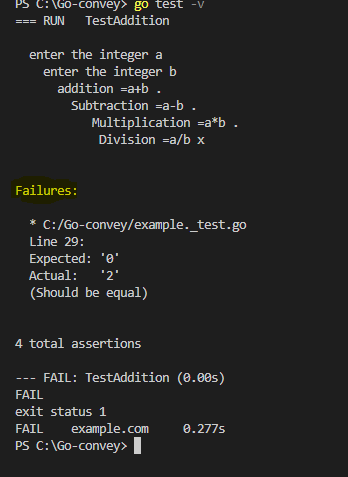 PS C:\Go-convey> go test -v
=== RUN   TestAddition
enter the integer a
enter the integer b
addition =a+b .
Subtraction =a-b .
Multiplication =a*b .
Division =a/b x
Failures:
* C:/Go-convey/example._test.go
Line 29:
Expected: '0'
Actual:   '2'
(Should be equal)
4 total assertions
--- FAIL: TestAddition (0.00s)
FAIL
exit status 1
FAIL    example.com     0.277s
PS C:\Go-convey>